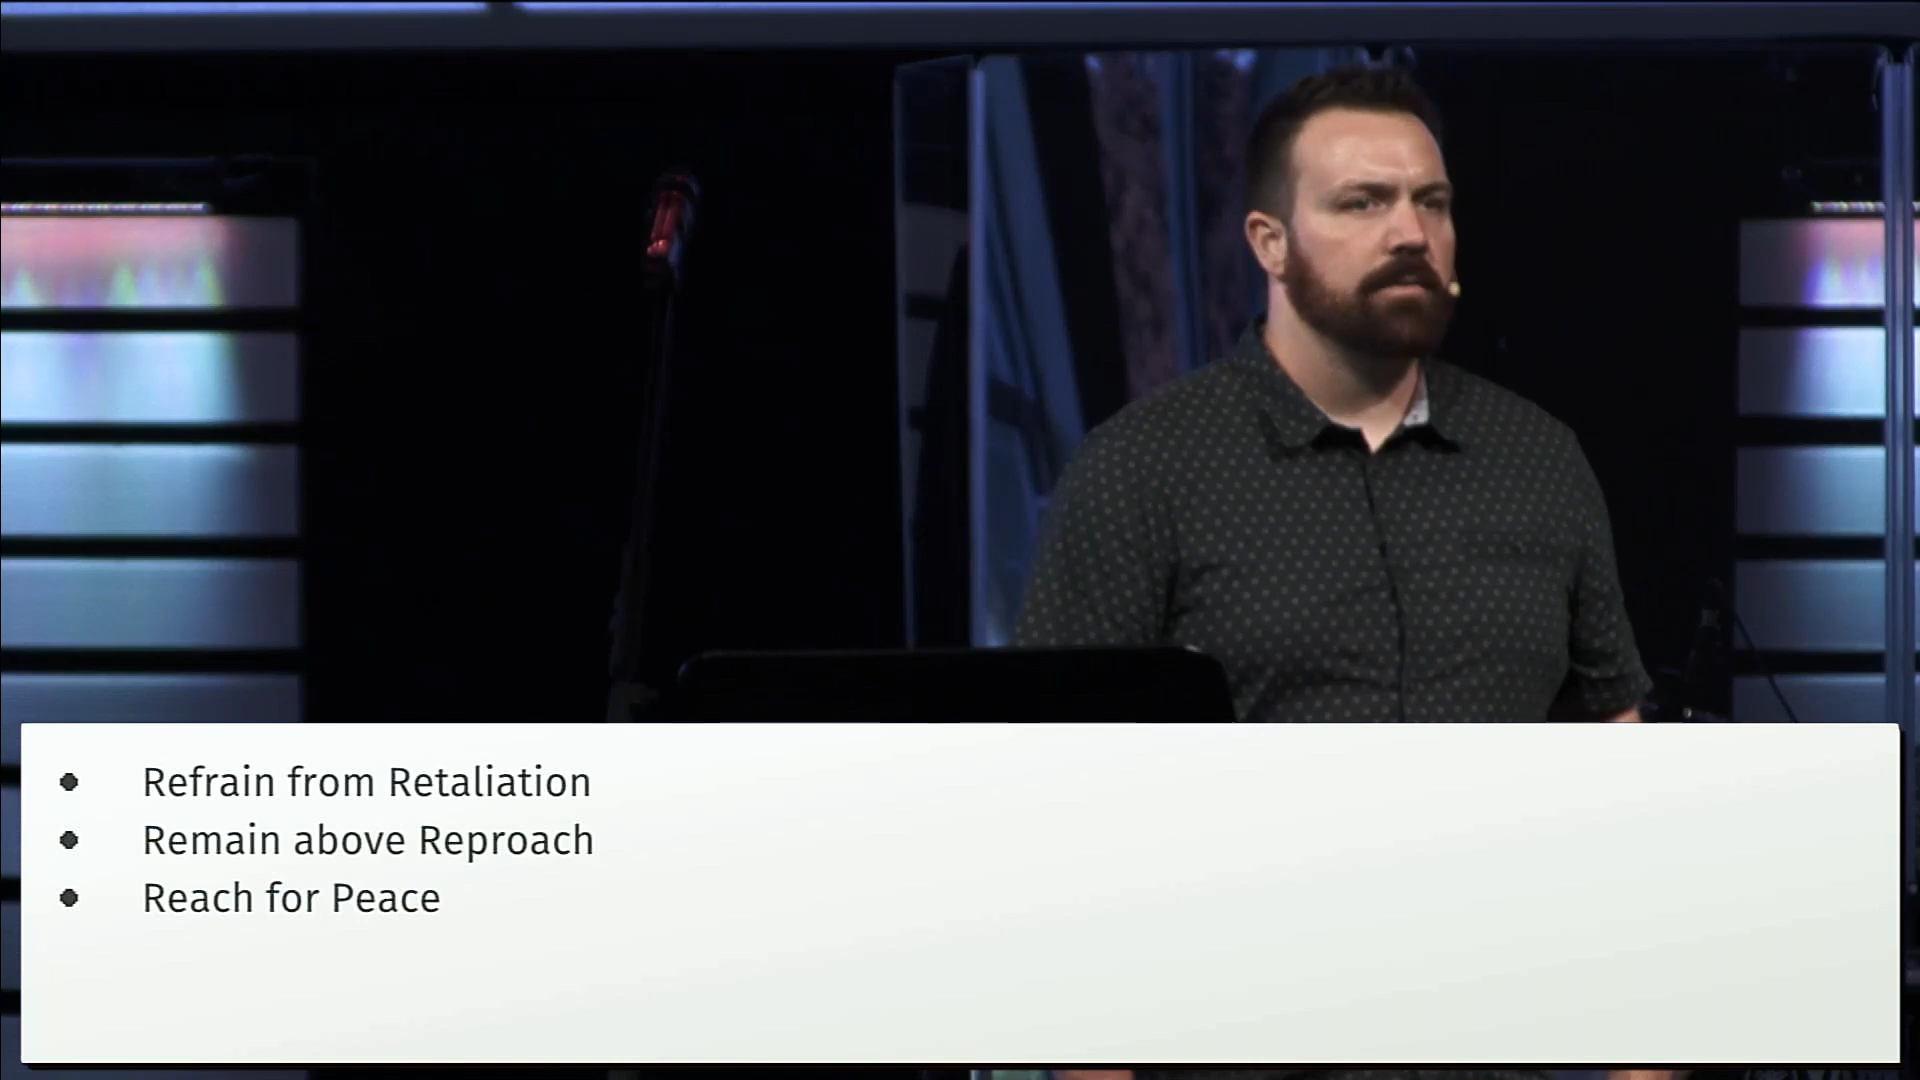 • Refrain from Retaliation
• Remain above Reproach
• Reach for Peace